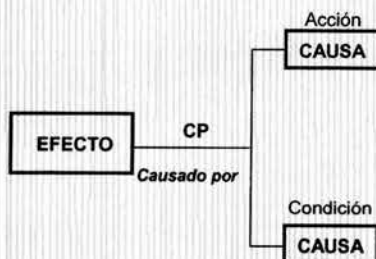 Acción
CAUSA
EFECTO
CP
Causado por
Condición
CAUSA